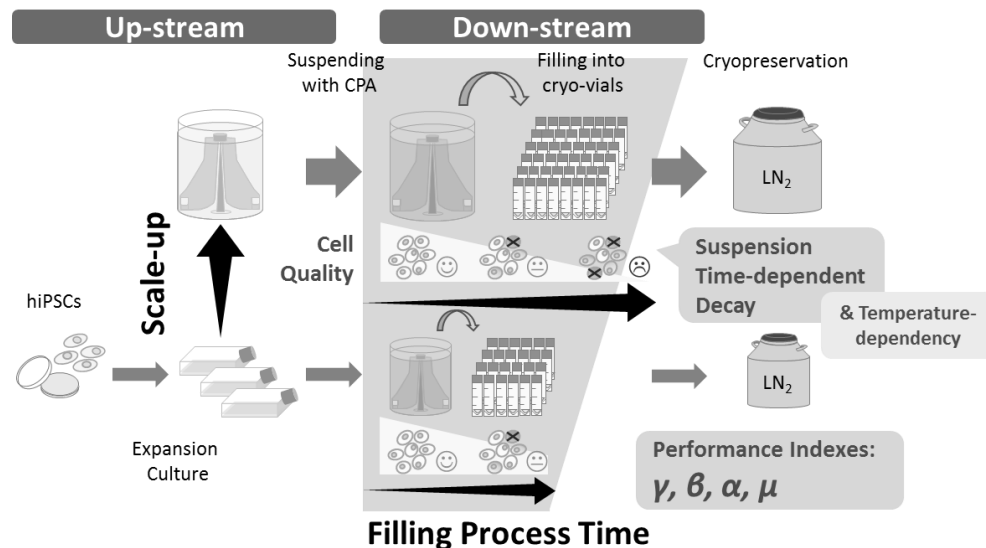 Up-stream
Down-stream
Suspending
with CPA
Filling into
cryo-vials
Cryopreservation
LN2
Scale-up
Cell
Quality
Suspension
Time-dependent
Decay
& Temperature-
dependency
hiPSCs
LN2
Expansion
Culture
Performance Indexes:
γ, β, α, μ
Filling Process Time